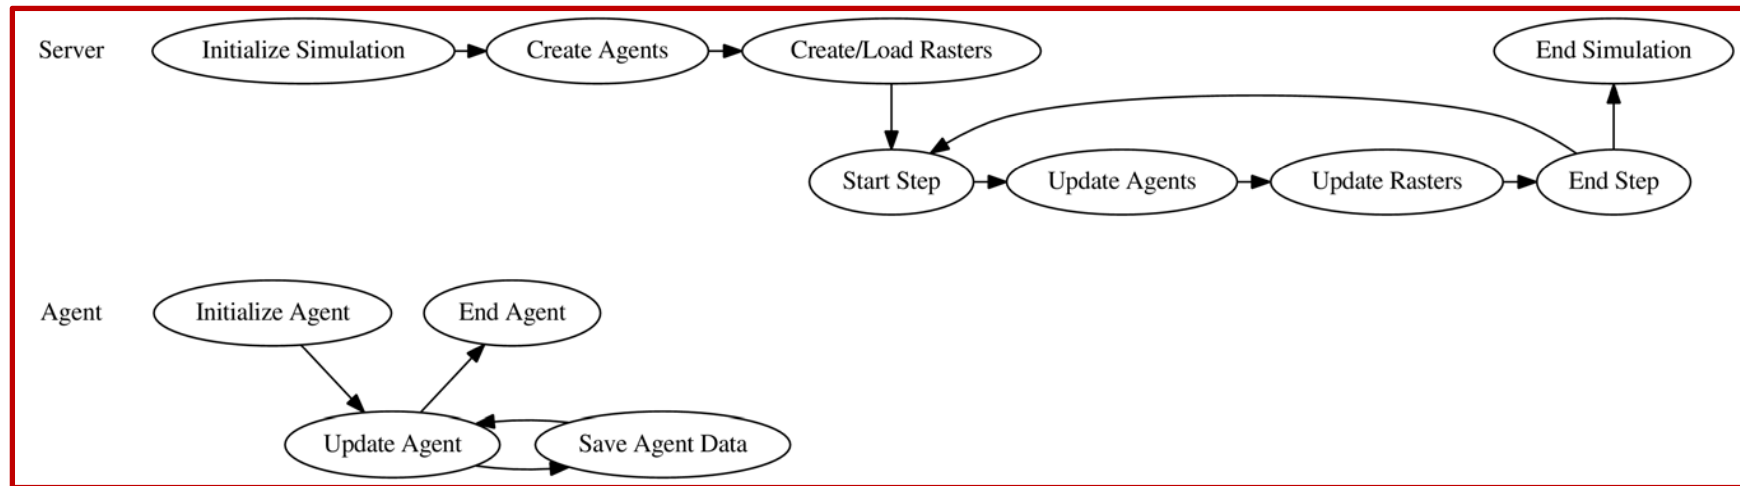 Server
Initialize Simulation
Create Agents
Create/Load Rasters
End Simulation
Start Step
Update Agents
Update Rasters
End Step
Agent
Initialize Agent
End Agent
Update Agent
Save Agent Data